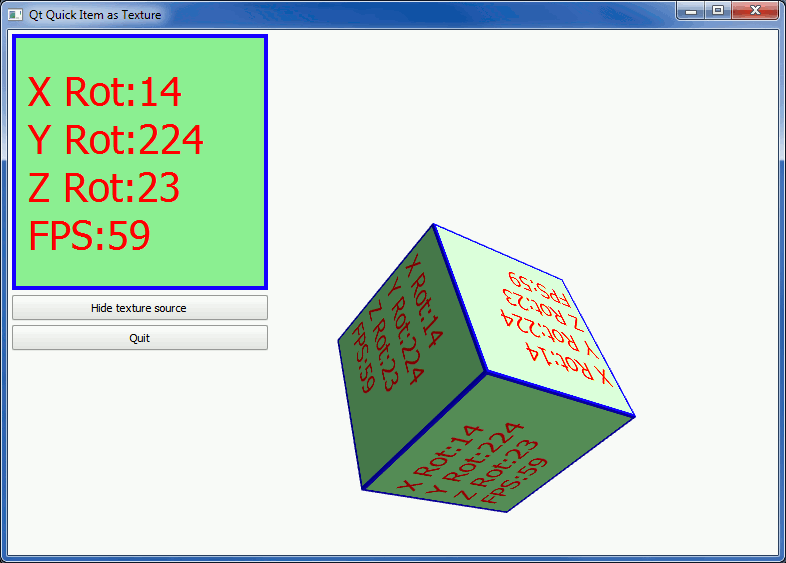 Qt Quick Item as Texture
X Rot:14
Y Rot:224
Z Rot:23
FPS:59
Hide texture source
Quit
X Rot:14
Y Rot:224
Z Rot:23
FPS:59
X Rot:14
Y Rot:224
Z Rot:23
FPS:59
X Rot:14
Y Rot:224
Z Rot:23
FPS:59